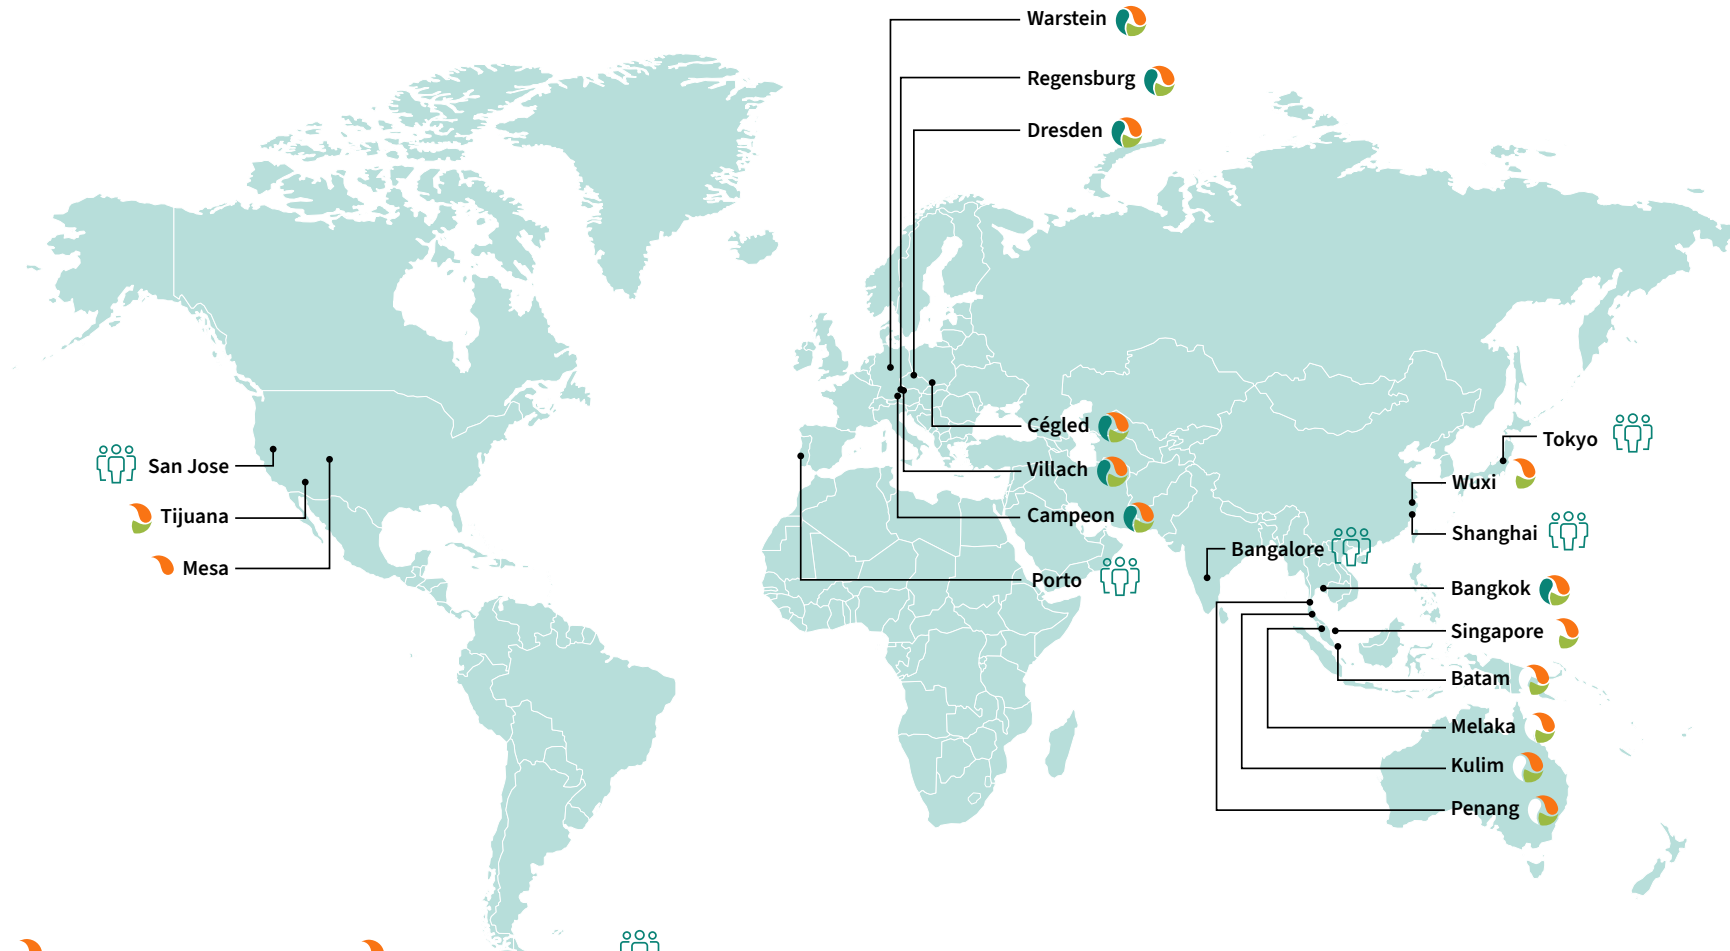 Warstein
Regensburg
Dresden
Cégled
Villach
Campeon
Porto
San Jose
Tijuana
Mesa
Tokyo
Wuxi
Shanghai
Bangalore
Bangkok
Singapore
Batam
Melaka
Kulim
Penang